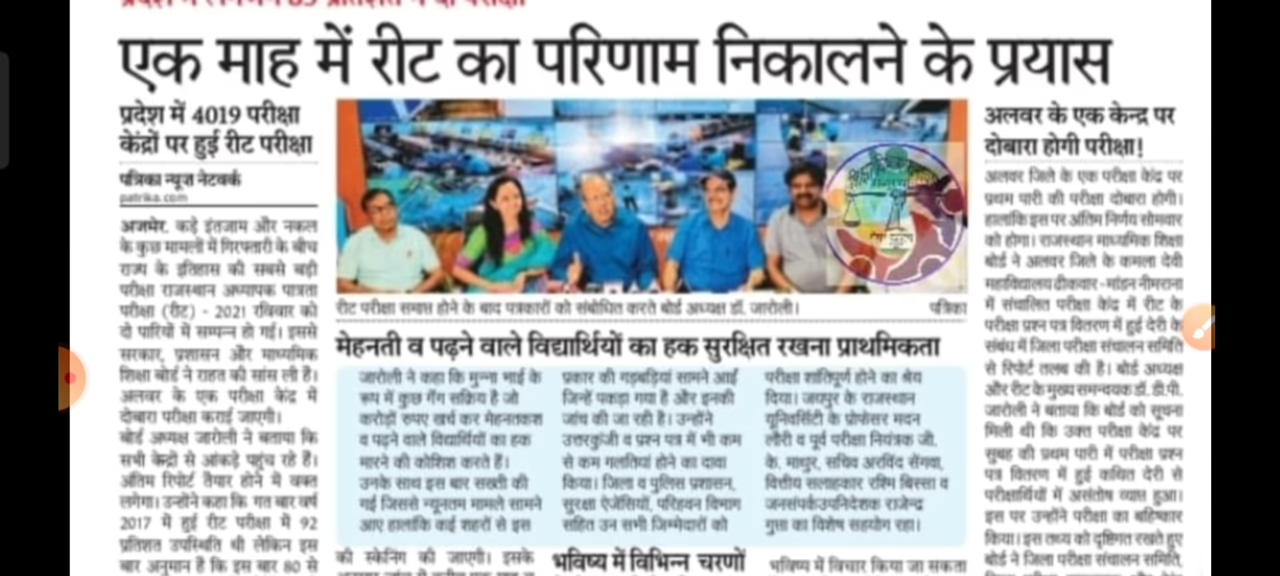 एक माह में रीट का परिणाम निकालने के प्रयास
प्रदेश में 4019 परीक्षा
केंद्रों पर हुई रीट परीक्षा
पत्रिका न्यूज नेटवर्क
patrika.com
अजमेर. कड़े इंतजाम और नकल
के कुछ मामलों में गिरफ्तारी के बीच
राज्य के इतिहास की सबसे बड़ी
परीक्षा राजस्थान अध्यापक पात्रता
परीक्षा (रीट) - 2021 रविवार को
दो पारियों में सम्पन्न हो गई। इससे
सरकार, प्रशासन और माध्यमिक
शिक्षा बोर्ड ने राहत की सांस ली है।
अलवर के एक परीक्षा केंद्र में
दोबारा परीक्षा कराई जाएगी।
बोर्ड अध्यक्ष जारोली ने बताया कि
सभी केंद्रों से आंकड़े पहुंच रहे हैं।
अंतिम रिपोर्ट तैयार होने में वक्त
लगेगा। उन्होंने कहा कि गत बार वर्ष
2017 में हुई रीट परीक्षा में 92
प्रतिशत उपस्थिति थी लेकिन इस
बार अनुमान है कि इस बार 80 से
रीट परीक्षा समाप्त होने के बाद पत्रकारों को संबोधित करते बोर्ड अध्यक्ष डॉ. जारोली।
पत्रिका
मेहनती व पढ़ने वाले विद्यार्थियों का हक सुरक्षित रखना प्राथमिकता
जारोली ने कहा कि मुन्ना भाई के
रूप में कुछ गैंग सक्रिय है जो
करोड़ों रुपए खर्च कर मेहनतकश
व पढ़ने वाले विद्यार्थियों का हक
मारने की कोशिश करते हैं।
उनके साथ इस बार सख्ती की
गई जिससे न्यूनतम मामले सामने
आए हालांकि कई शहरों से इस
प्रकार की गड़बड़ियां सामने आई
जिन्हें पकड़ा गया है और इनकी
जांच की जा रही है। उन्होंने
उत्तरकुंजी व प्रश्न पत्र में भी कम
से कम गलतियां होने का दावा
किया। जिला व पुलिस प्रशासन,
सुरक्षा ऐजेंसियों, परिवहन विभाग
सहित उन सभी जिम्मेदारों को
परीक्षा शांतिपूर्ण होने का श्रेय
दिया। जयपुर के राजस्थान
यूनिवर्सिटी के प्रोफेसर मदन
लौरी व पूर्व परीक्षा नियंत्रक जी.
के. माथुर, सचिव अरविंद सेंगवा,
वित्तीय सलाहकार रश्मि बिस्सा व
जनसंपर्कउपनिदेशक राजेन्द्र
गुप्ता का विशेष सहयोग रहा।
की स्केनिंग की जाएगी। इसके
भविष्य में विभिन्न चरणों
भविष्य में विचार किया जा सकता
अलवर के एक केन्द्र पर
दोबारा होगी परीक्षा!
अलवर जिले के एक परीक्षा केंद्र पर
प्रथम पारी की परीक्षा दोबारा होगी।
हालांकि इस पर अंतिम निर्णय सोमवार
को होगा। राजस्थान माध्यमिक शिक्षा
बोर्ड ने अलवर जिले के कमला देवी
महाविद्यालय ढीकवार-मांडन नीमराना
में संचालित परीक्षा केंद्र में रीट के
परीक्षा प्रश्न पत्र वितरण में हुई देरी के
संबंध में जिला परीक्षा संचालन समिति
से रिपोर्ट तलब की है। बोर्ड अध्यक्ष
और रीट के मुख्य समन्वयक डॉ. डी.पी.
जारोली ने बताया कि बोर्ड को सूचना
मिली थी कि उक्त परीक्षा केंद्र पर
सुबह की प्रथम पारी में परीक्षा प्रश्न
पत्र वितरण में हुई कथित देरी से
परीक्षार्थियों में असंतोष व्याप्त हुआ।
इस पर उन्होंने परीक्षा का बहिष्कार
किया। इस तथ्य को दृष्टिगत रखते हुए
बोर्ड ने जिला परीक्षा संचालन समिति,